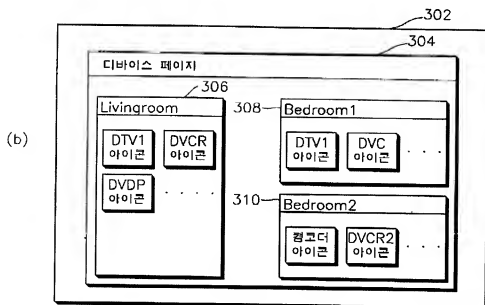 302
304
디바이스 페이지
306
Livingroom
308
Bedroom1
(b)
DTV1
아이콘
DVCR
아이콘
DTV1
아이콘
DVC
아이콘
. . .
DVDP
아이콘
. . . .
310
Bedroom2
캠코더
아이콘
DVCR2
아이콘
. . .